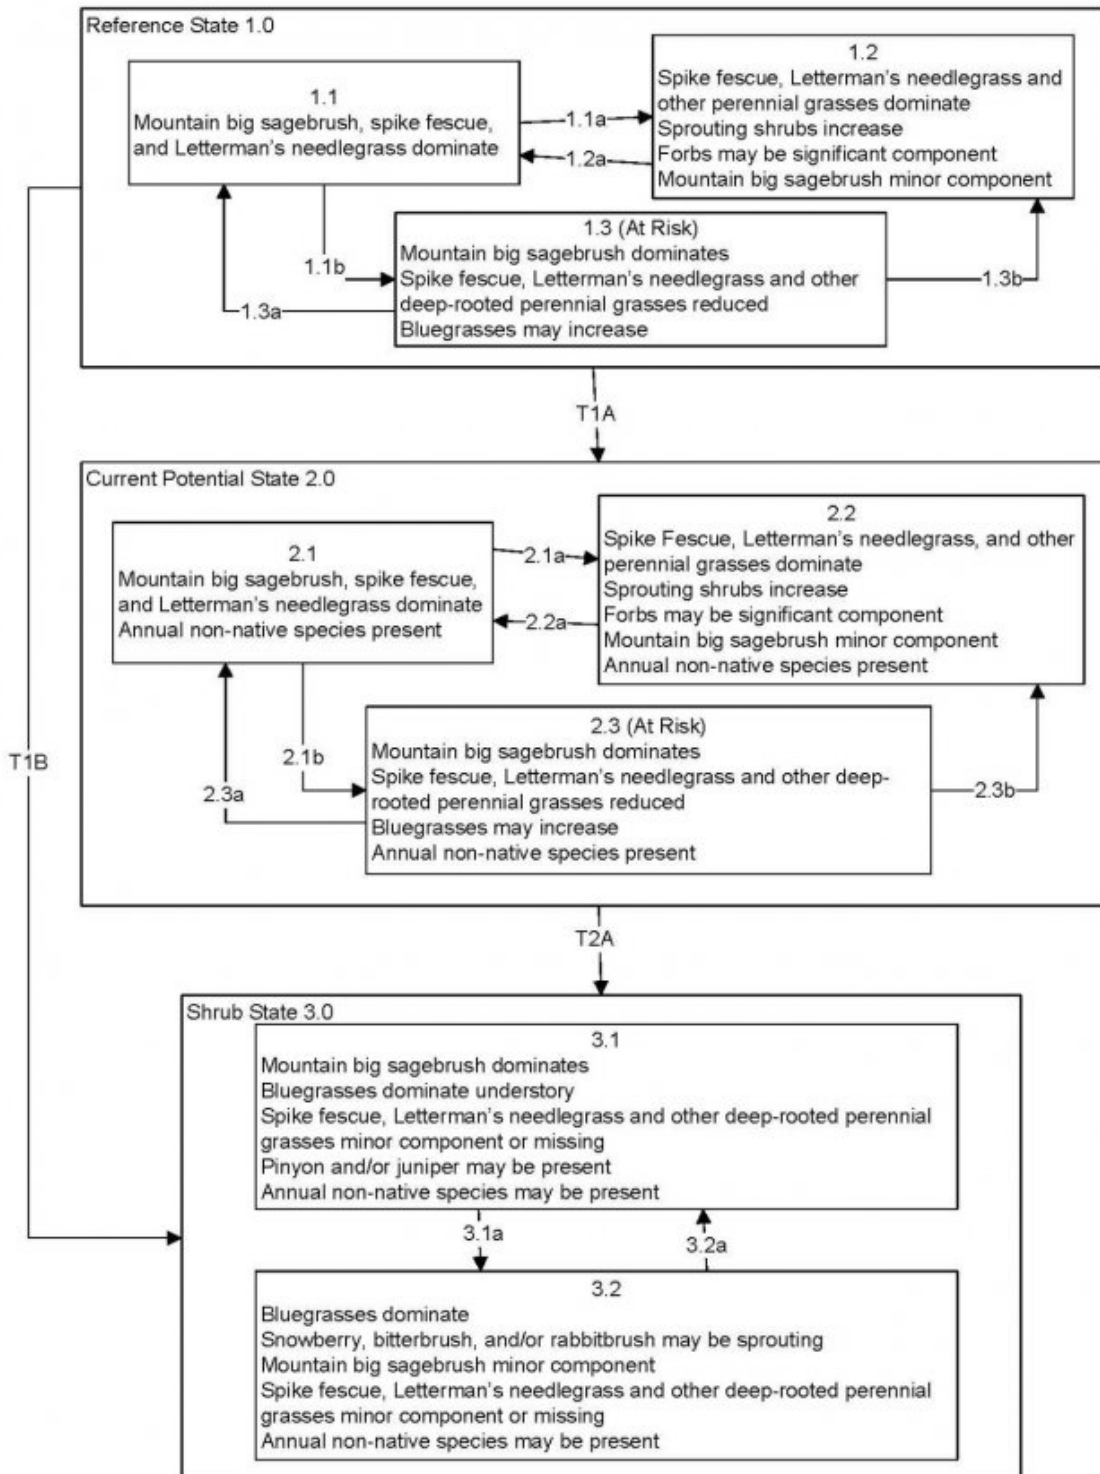 Reference State 1.0
1.1
Mountain big sagebrush, spike fescue,
and Letterman's needlegrass dominate
1.1a
1.2a
1.2
Spike fescue, Letterman's needlegrass and
other perennial grasses dominate
Sprouting shrubs increase
Forbs may be significant component
Mountain big sagebrush minor component
1.1b
1.3a
1.3 (At Risk)
Mountain big sagebrush dominates
Spike fescue, Letterman's needlegrass and other
deep-rooted perennial grasses reduced
Bluegrasses may increase
1.3b
T1A
Current Potential State 2.0
2.1
Mountain big sagebrush, spike fescue,
and Letterman's needlegrass dominate
Annual non-native species present
2.1a
2.2a
2.2
Spike Fescue, Letterman's needlegrass, and other
perennial grasses dominate
Sprouting shrubs increase
Forbs may be significant component
Mountain big sagebrush minor component
Annual non-native species present
T1B
2.1b
2.3a
2.3 (At Risk)
Mountain big sagebrush dominates
Spike fescue, Letterman's needlegrass and other deep-
rooted perennial grasses reduced
Bluegrasses may increase
Annual non-native species present
2.3b
T2A
Shrub State 3.0
3.1
Mountain big sagebrush dominates
Bluegrasses dominate understory
Spike fescue, Letterman's needlegrass and other deep-rooted perennial
grasses minor component or missing
Pinyon and/or juniper may be present
Annual non-native species may be present
3.1a
3.2a
3.2
Bluegrasses dominate
Snowberry, bitterbrush, and/or rabbitbrush may be sprouting
Mountain big sagebrush minor component
Spike fescue, Letterman's needlegrass and other deep-rooted perennial
grasses minor component or missing
Annual non-native species may be present